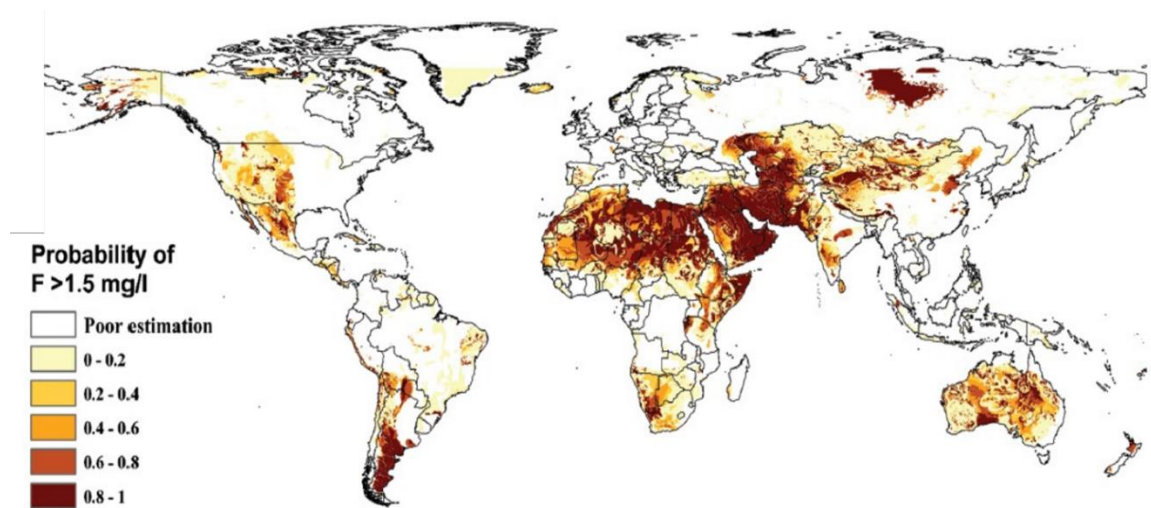 Probability of
F >1.5 mg/l
Poor estimation
0 - 0.2
0.2 - 0.4
0.4 - 0.6
0.6 - 0.8
0.8 - 1